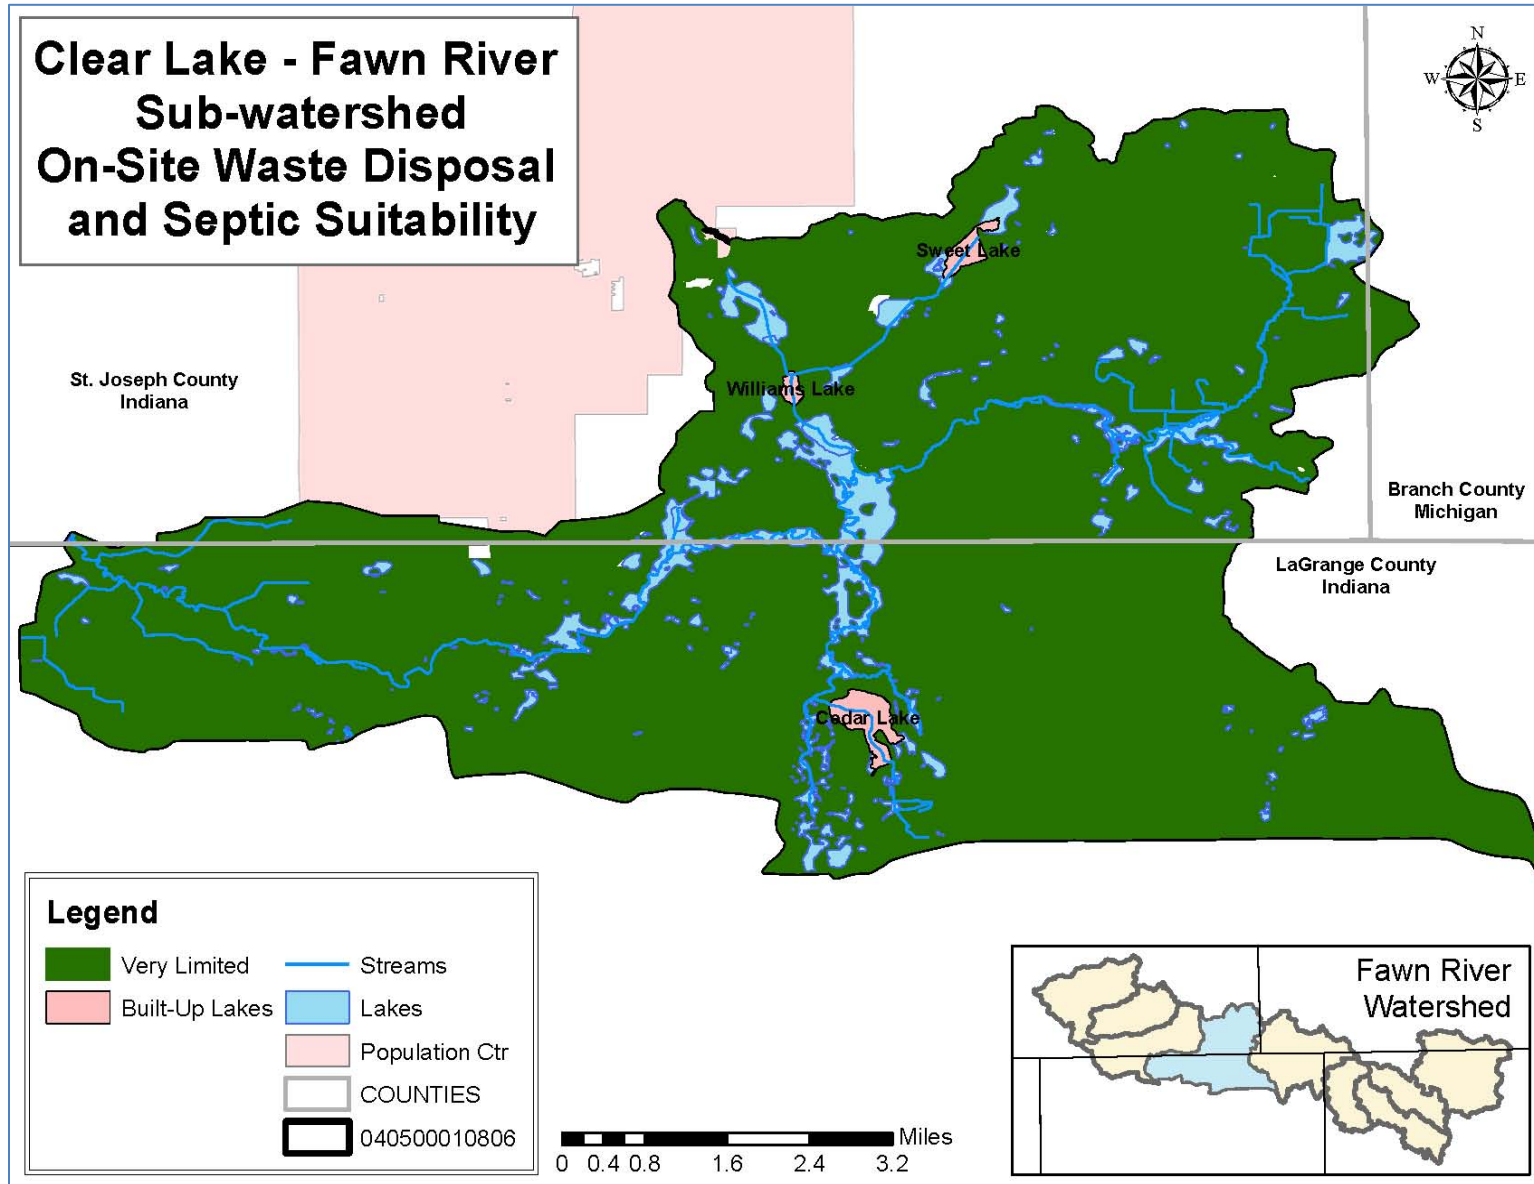 Clear Lake - Fawn River
Sub-watershed
On-Site Waste Disposal
and Septic Suitability
N
W
E
S
Sweet Lake
St. Joseph County
Indiana
Williams Lake
Branch County
Michigan
LaGrange County
Indiana
Cedar Lake
Legend
Very Limited
Streams
Built-Up Lakes
Lakes
Population Ctr
COUNTIES
040500010806
Miles
0 0.4 0.8 1.6 2.4 3.2
Fawn River
Watershed